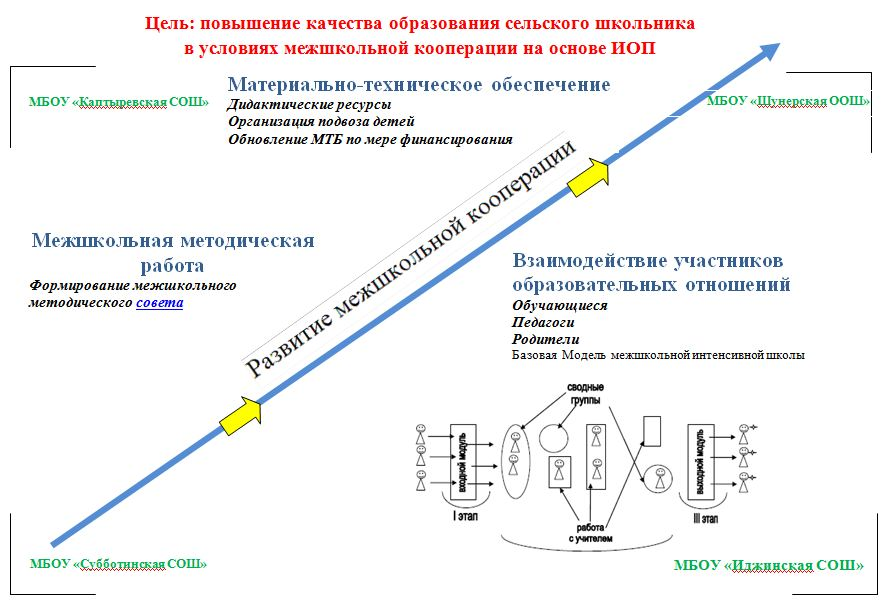 Цель: повышение качества образования сельского школьника
в условиях межшкольной кооперации на основе ИОП
Материально-техническое обеспечение
Дидактические ресурсы
Организация подвоза детей
Обновление МТБ по мере финансирования
МБОУ «Каптыревская СОШ»
МБОУ «Шунерская ООШ»
Развитие межшкольной кооперации
Межшкольная методическая
работа
Формирование межшкольного
методического совета
Взаимодействие участников
образовательных отношений
Обучающиеся
Педагоги
Родители
Базовая Модель межшкольной интенсивной школы
сводные
группы
входной модуль
выходной модуль
I этап
работа
с учителем
III этап
МБОУ «Субботинская СОШ»
МБОУ «Иджинская СОШ»